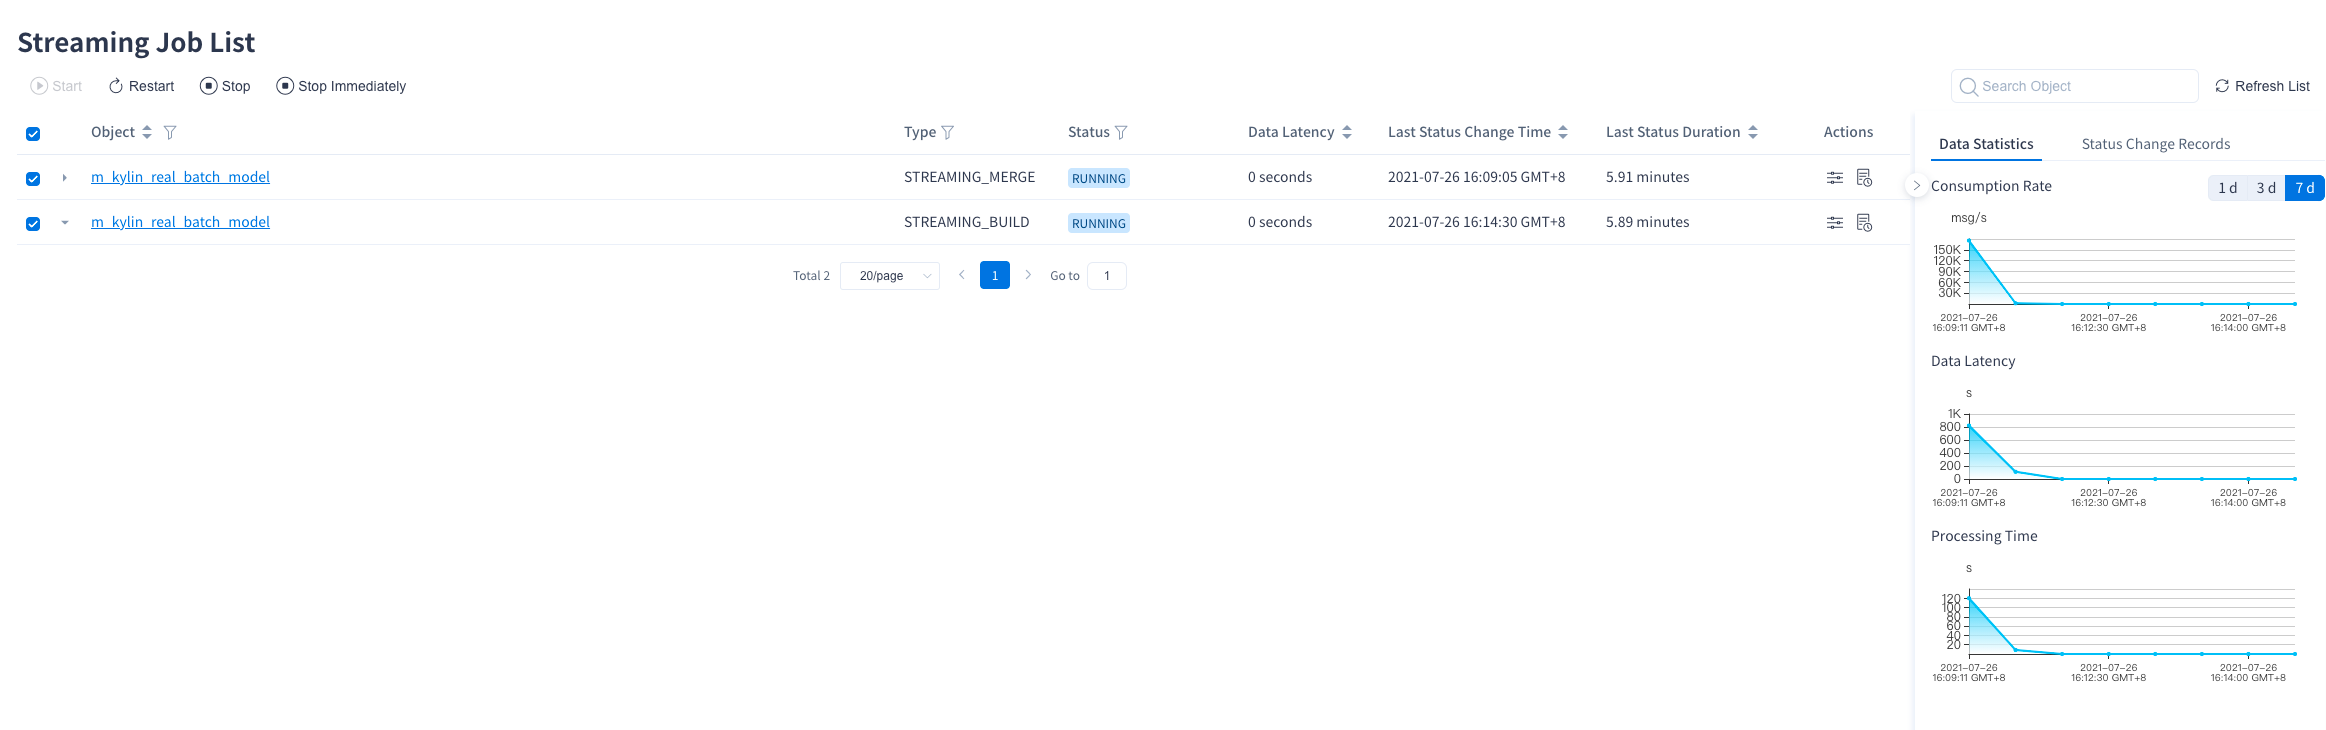 Streaming Job List
Start Restart Stop Stop Immediately Search Object Refresh List
Object Type Status Data Latency Last Status Change Time Last Status Duration Actions
m_kylin_real_batch_model STREAMING_MERGE RUNNING 0 seconds 2021-07-26 16:09:05 GMT+8 5.91 minutes
m_kylin_real_batch_model STREAMING_BUILD RUNNING 0 seconds 2021-07-26 16:14:30 GMT+8 5.89 minutes
Total 2 20/page 1 Go to 1
Data Statistics Status Change Records
Consumption Rate 1 d 3 d 7 d
msg/s
150K
120K
90K
60K
30K
2021-07-26 2021-07-26 2021-07-26
16:09:11 GMT+8 16:12:30 GMT+8 16:14:00 GMT+8
Data Latency
s
1K
800
600
400
200
0
2021-07-26 2021-07-26 2021-07-26
16:09:11 GMT+8 16:12:30 GMT+8 16:14:00 GMT+8
Processing Time
s
120
100
80
60
40
20
2021-07-26 2021-07-26 2021-07-26
16:09:11 GMT+8 16:12:30 GMT+8 16:14:00 GMT+8